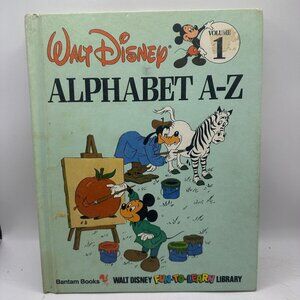 WALT DISNEY
VOLUME
1
ALPHABET A-Z
Bantam Books WALT DISNEY FUN-TO-LEARN LIBRARY